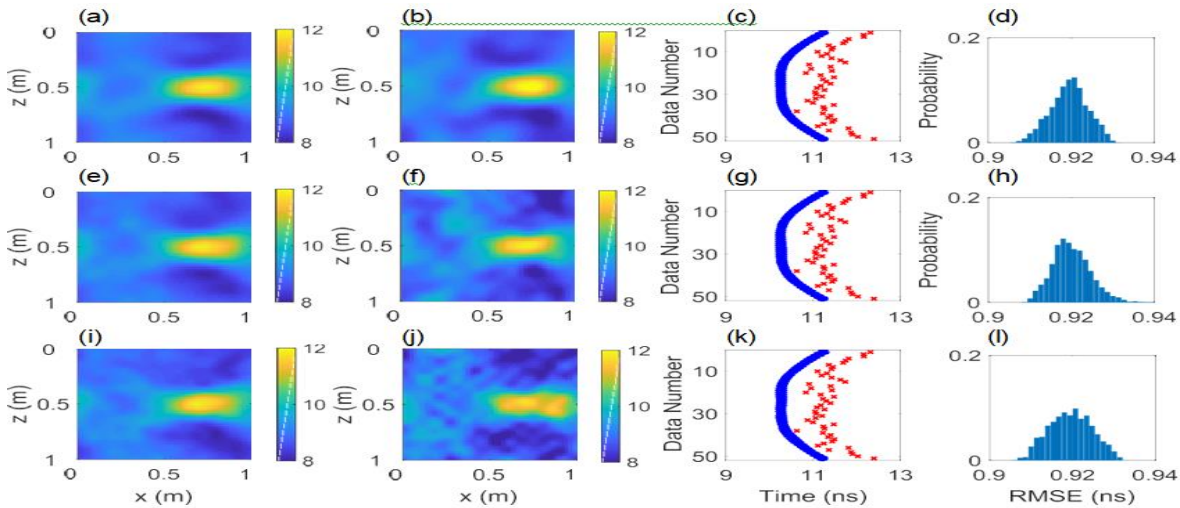 (a) (b) (c) (d)
0 12 0 12 0.2
z (m) 0.5 10 z (m) 0.5 10 Data Number 10 30 50 Probability
1 8 1 8 0
0 0.5 1 0 0.5 1 9 11 13 0.9 0.92 0.94
(e) (f) (g) (h)
0 12 0 12 0.2
z (m) 0.5 10 z (m) 0.5 10 Data Number 10 30 50 Probability
1 8 1 8 0
0 0.5 1 0 0.5 1 9 11 13 0.9 0.92 0.94
(i) (j) (k) (l)
0 12 0 12 0.2
z (m) 0.5 10 z (m) 0.5 10 Data Number 10 30 50
1 8 1 8 0
0 0.5 1 0 0.5 1 9 11 13 0.9 0.92 0.94
x (m) x (m) Time (ns) RMSE (ns)